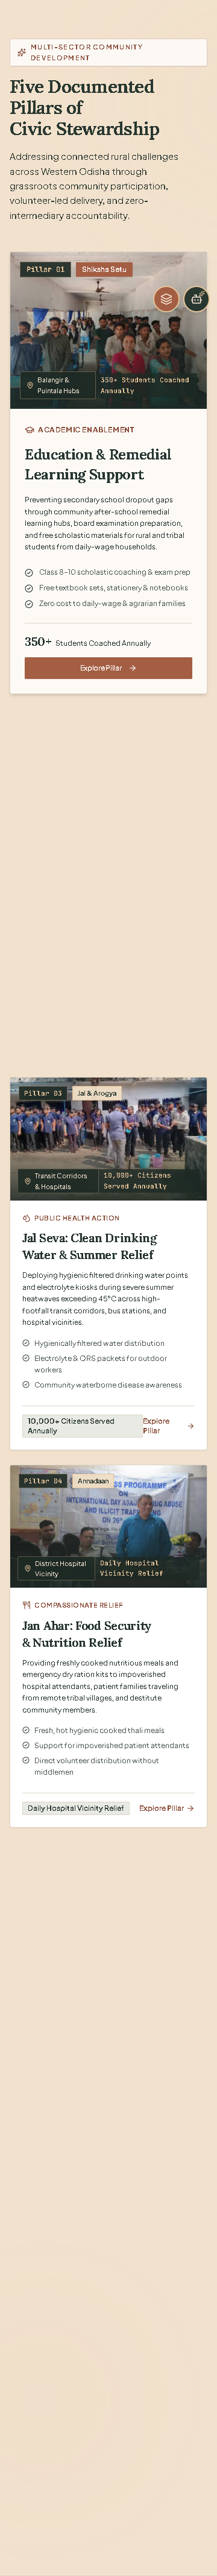 MULTI-SECTOR COMMUNITY
DEVELOPMENT
Five Documented
Pillars of
Civic Stewardship
Addressing connected rural challenges
across Western Odisha through
grassroots community participation,
volunteer-led delivery, and zero-
intermediary accountability.
Pillar 01
Shiksha Setu
Balangir &
Puintala Hubs
350+ Students Coached
Annually
ACADEMIC ENABLEMENT
Education & Remedial
Learning Support
Preventing secondary school dropout gaps
through community after-school remedial
learning hubs, board examination preparation,
and free scholastic materials for rural and tribal
students from daily-wage households.
Class 8–10 scholastic coaching & exam prep
Free textbook sets, stationery & notebooks
Zero cost to daily-wage & agrarian families
350+ Students Coached Annually
Explore Pillar
Pillar 03
Jal & Arogya
Transit Corridors
& Hospitals
10,000+ Citizens
Served Annually
PUBLIC HEALTH ACTION
Jal Seva: Clean Drinking
Water & Summer Relief
Deploying hygienic filtered drinking water points
and electrolyte kiosks during severe summer
heatwaves exceeding 45°C across high-
footfall transit corridors, bus stations, and
hospital vicinities.
Hygienically filtered water distribution
Electrolyte & ORS packets for outdoor
workers
Community waterborne disease awareness
10,000+ Citizens Served
Annually
Explore
Pillar
Pillar 04
Annadaan
SS PROGRAMME
INTERNATIONAL DAY AGAINST DRUG ABUSE
AND ILLICIT TRAFFICKING
District Hospital
Vicinity
Daily Hospital
Vicinity Relief
COMPASSIONATE RELIEF
Jan Ahar: Food Security
& Nutrition Relief
Providing freshly cooked nutritious meals and
emergency dry ration kits to impoverished
hospital attendants, patient families traveling
from remote tribal villages, and destitute
community members.
Fresh, hot hygienic cooked thali meals
Support for impoverished patient attendants
Direct volunteer distribution without
middlemen
Daily Hospital Vicinity Relief
Explore Pillar